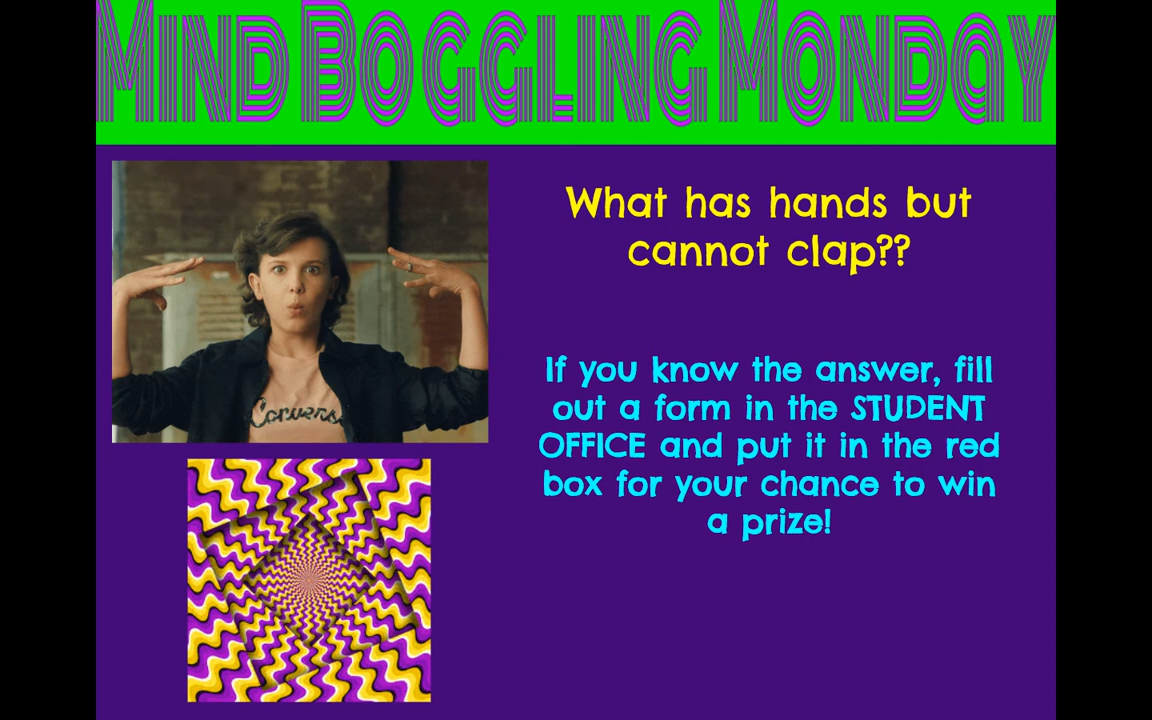 Mind Boggling Monday
What has hands but
cannot clap??
Converse
If you know the answer, fill
out a form in the STUDENT
OFFICE and put it in the red
box for your chance to win
a prize!